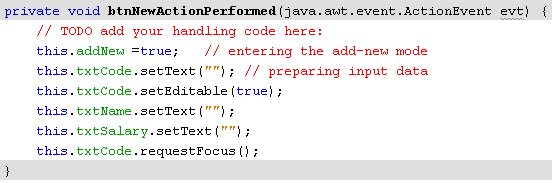 private void btnNewActionPerformed(java.awt.event.ActionEvent evt) {
// TODO add your handling code here:
this.addNew =true;   // entering the add-new mode
this.txtCode.setText(""); // preparing input data
this.txtCode.setEditable(true);
this.txtName.setText("");
this.txtSalary.setText("");
this.txtCode.requestFocus();
}